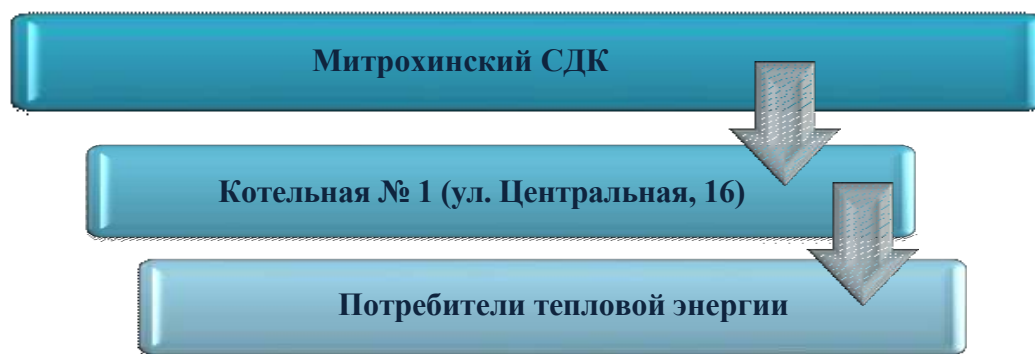 Митрохинский СДК
Котельная № 1 (ул. Центральная, 16)
Потребители тепловой энергии